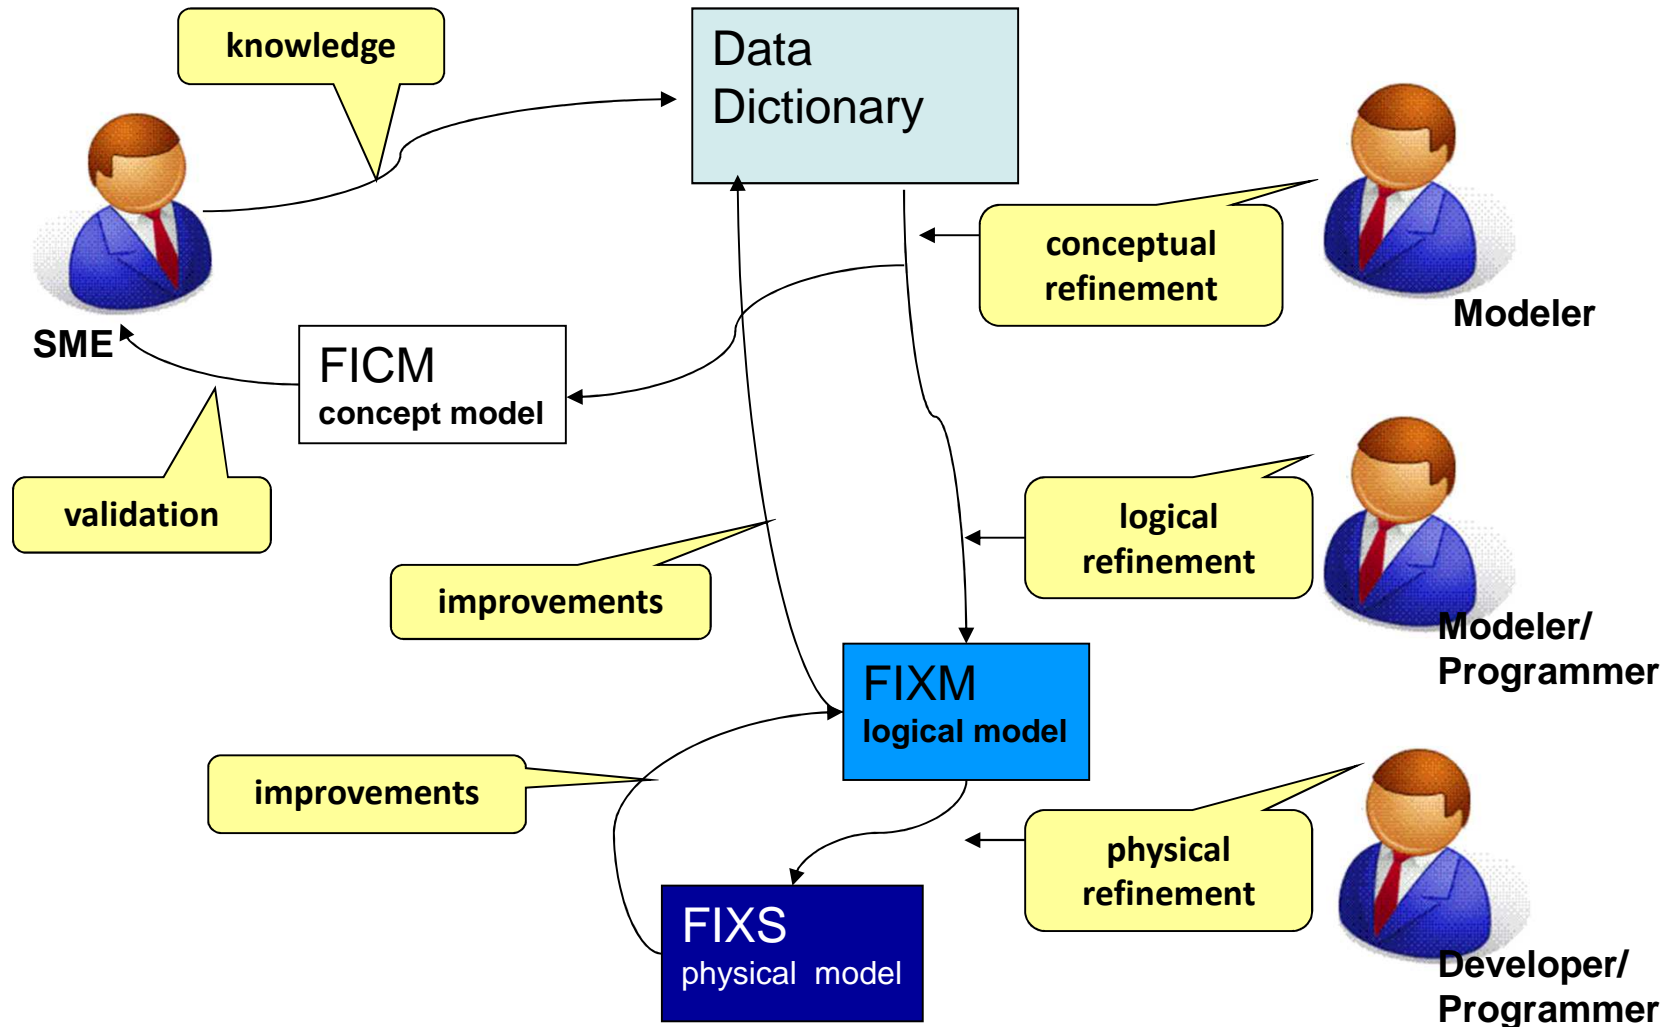 knowledge
Data
Dictionary
conceptual
refinement
Modeler
SME
FICM
concept model
validation
logical
refinement
improvements
Modeler/
Programmer
FIXM
logical model
improvements
physical
refinement
FIXS
physical model
Developer/
Programmer